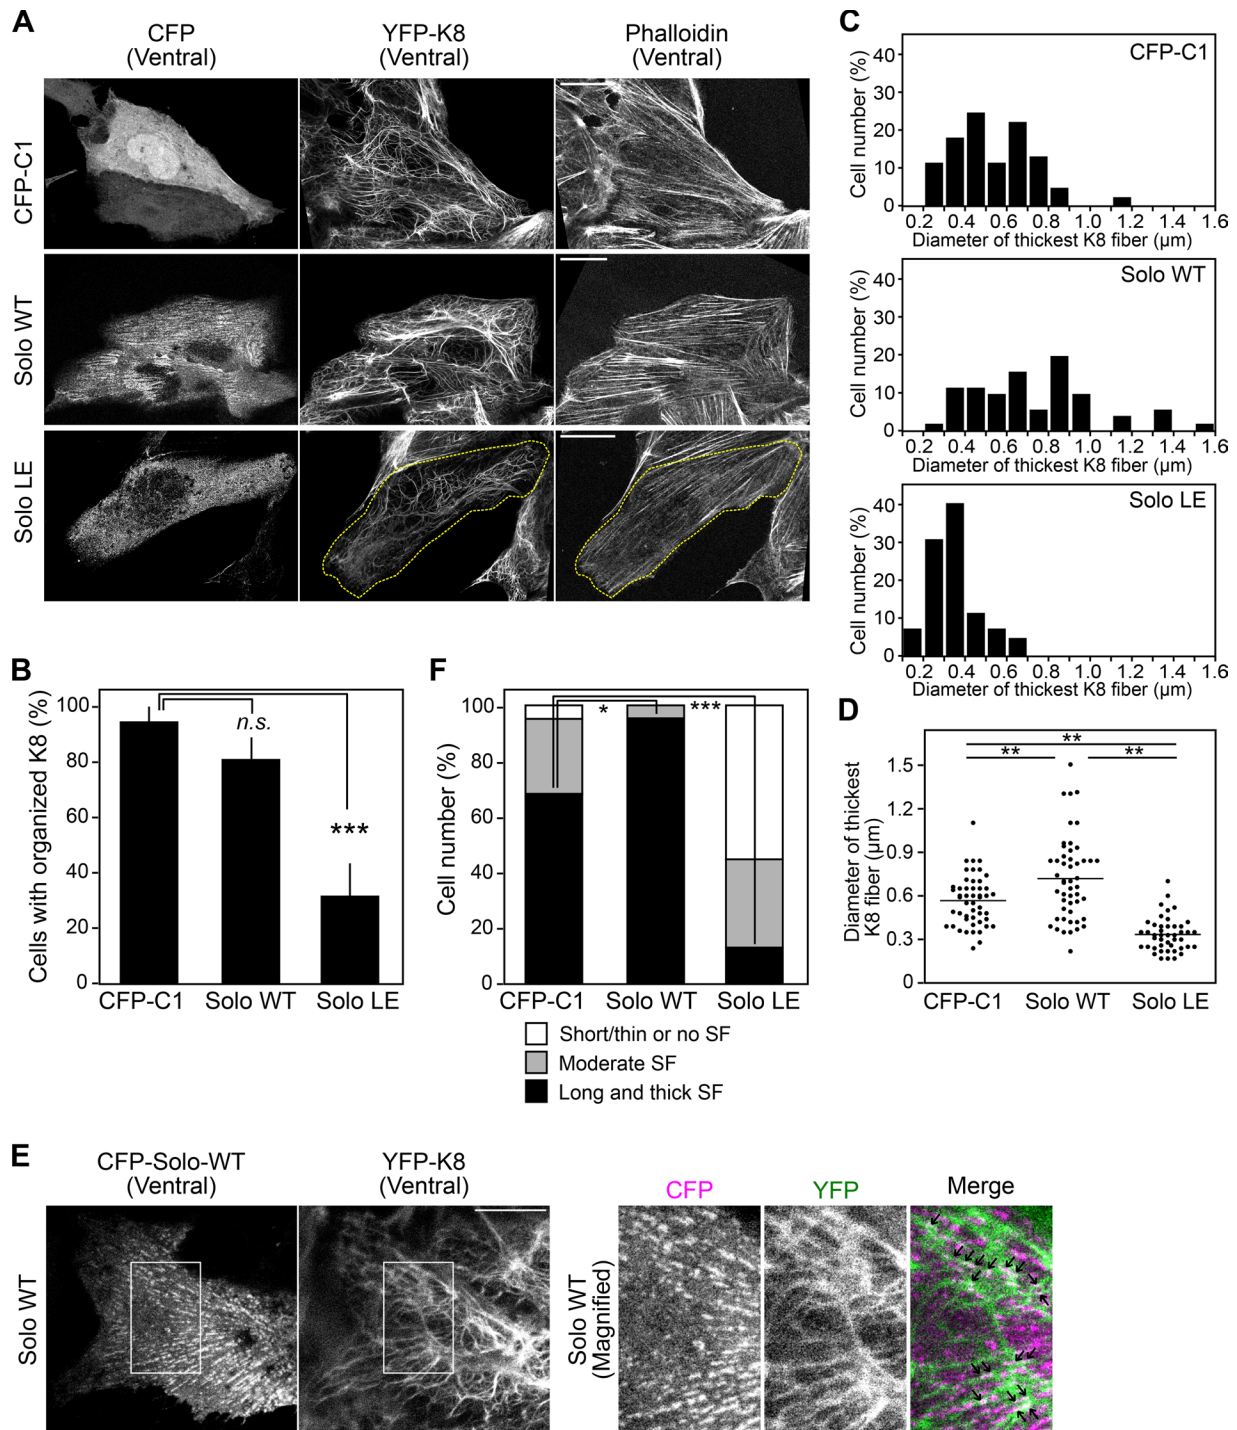 A
CFP
(Ventral)
YFP-K8
(Ventral)
Phalloidin
(Ventral)
CFP-C1
Solo WT
Solo LE
C
CFP-C1
Cell number (%)
40
30
20
10
0
0.2 0.4 0.6 0.8 1.0 1.2 1.4 1.6
Diameter of thickest K8 fiber (μm)
Solo WT
Cell number (%)
40
30
20
10
0
0.2 0.4 0.6 0.8 1.0 1.2 1.4 1.6
Diameter of thickest K8 fiber (μm)
Solo LE
Cell number (%)
40
30
20
10
0
0.2 0.4 0.6 0.8 1.0 1.2 1.4 1.6
Diameter of thickest K8 fiber (μm)
B
Cells with organized K8 (%)
100
80
60
40
20
0
n.s.
***
CFP-C1 Solo WT Solo LE
F
Cell number (%)
100
80
60
40
20
0
* ***
CFP-C1 Solo WT Solo LE
Short/thin or no SF
Moderate SF
Long and thick SF
D
Diameter of thickest
K8 fiber (μm)
1.5
1.2
0.9
0.6
0.3
0
**
** **
CFP-C1 Solo WT Solo LE
E
CFP-Solo-WT
(Ventral)
YFP-K8
(Ventral)
Solo WT
CFP
YFP
Merge
Solo WT
(Magnified)